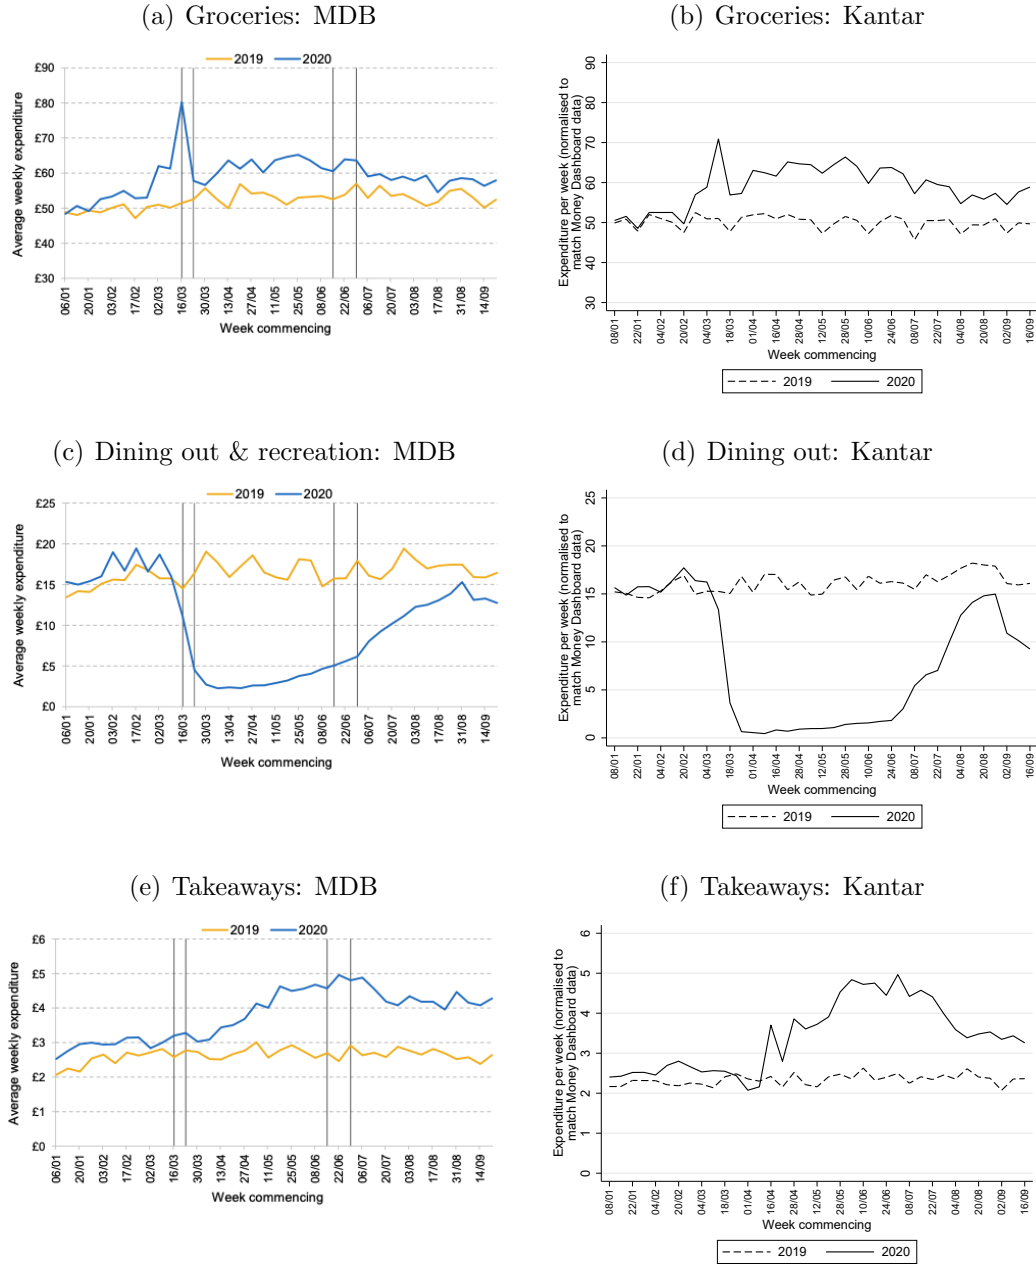 (a) Groceries: MDB
2019 2020
Average weekly expenditure
£90
£80
£70
£60
£50
£40
£30
06/01 20/01 03/02 17/02 02/03 16/03 30/03 13/04 27/04 11/05 25/05 08/06 22/06 06/07 20/07 03/08 17/08 31/08 14/09
Week commencing
(b) Groceries: Kantar
Expenditure per week (normalised to
match Money Dashboard data)
90
80
70
60
50
40
30
08/01 22/01 04/02 20/02 04/03 18/03 01/04 16/04 28/04 12/05 28/05 10/06 24/06 08/07 22/07 04/08 20/08 02/09 16/09
Week commencing
2019 2020
(c) Dining out & recreation: MDB
2019 2020
Average weekly expenditure
£25
£20
£15
£10
£5
£0
06/01 20/01 03/02 17/02 02/03 16/03 30/03 13/04 27/04 11/05 25/05 08/06 22/06 06/07 20/07 03/08 17/08 31/08 14/09
Week commencing
(d) Dining out: Kantar
Expenditure per week (normalised to
match Money Dashboard data)
25
20
15
10
5
0
08/01 22/01 04/02 20/02 04/03 18/03 01/04 16/04 28/04 12/05 28/05 10/06 24/06 08/07 22/07 04/08 20/08 02/09 16/09
Week commencing
2019 2020
(e) Takeaways: MDB
2019 2020
Average weekly expenditure
£6
£5
£4
£3
£2
£1
£0
06/01 20/01 03/02 17/02 02/03 16/03 30/03 13/04 27/04 11/05 25/05 08/06 22/06 06/07 20/07 03/08 17/08 31/08 14/09
Week commencing
(f) Takeaways: Kantar
Expenditure per week (normalised to
match Money Dashboard data)
6
5
4
3
2
1
0
08/01 22/01 04/02 20/02 04/03 18/03 01/04 16/04 28/04 12/05 28/05 10/06 24/06 08/07 22/07 04/08 20/08 02/09 16/09
Week commencing
2019 2020